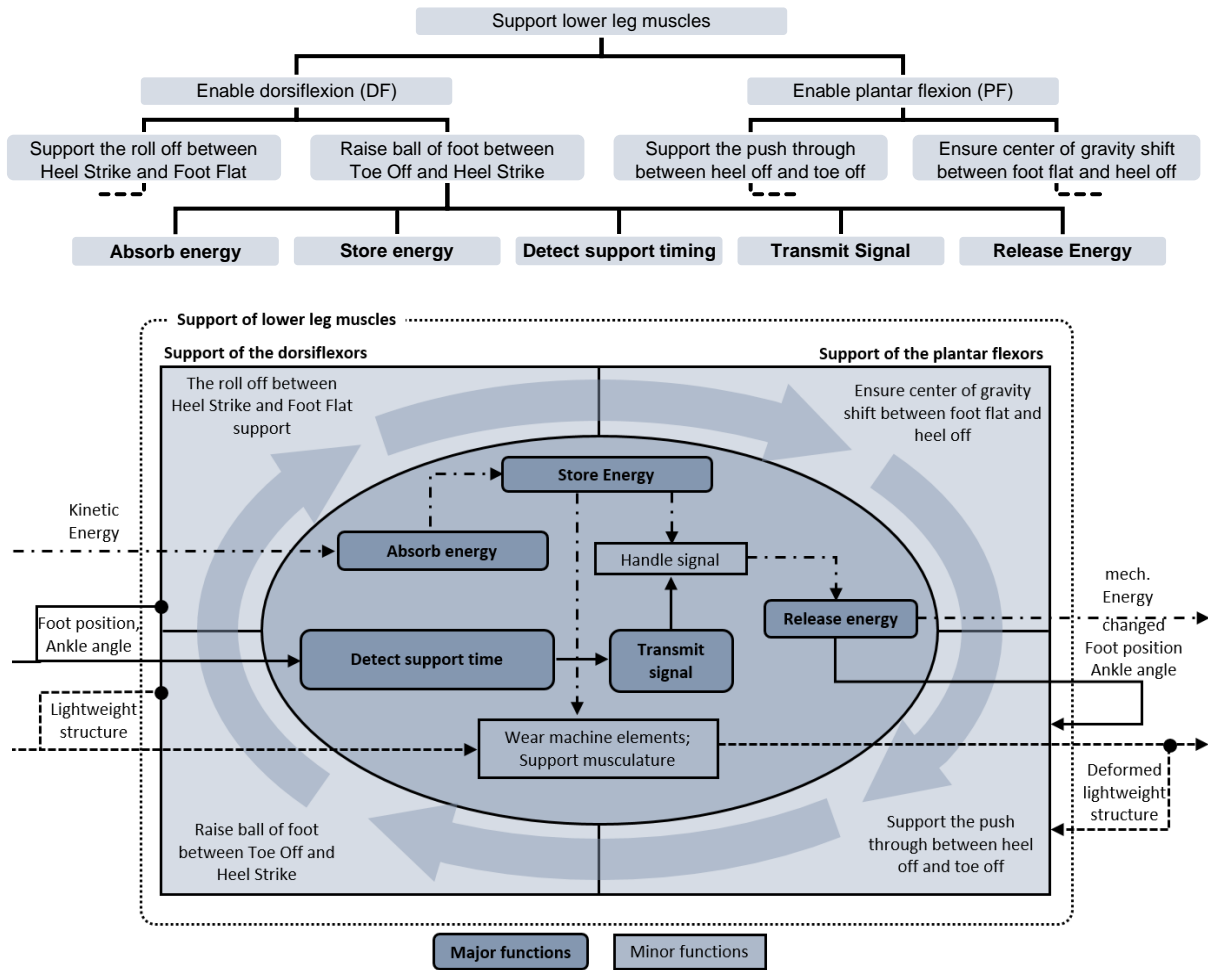 Support lower leg muscles
Enable dorsiflexion (DF)
Enable plantar flexion (PF)
Support the roll off between
Heel Strike and Foot Flat
Raise ball of foot between
Toe Off and Heel Strike
Support the push through
between heel off and toe off
Ensure center of gravity shift
between foot flat and heel off
Absorb energy
Store energy
Detect support timing
Transmit Signal
Release Energy
Support of lower leg muscles
Support of the dorsiflexors
Support of the plantar flexors
The roll off between
Heel Strike and Foot Flat
support
Ensure center of gravity
shift between foot flat and
heel off
Store Energy
Kinetic
Energy
Absorb energy
Handle signal
mech.
Energy
Release energy
Foot position,
Ankle angle
changed
Foot position
Ankle angle
Detect support time
Transmit
signal
Lightweight
structure
Wear machine elements;
Support musculature
Deformed
lightweight
structure
Raise ball of foot
between Toe Off and
Heel Strike
Support the push
through between heel
off and toe off
Major functions
Minor functions